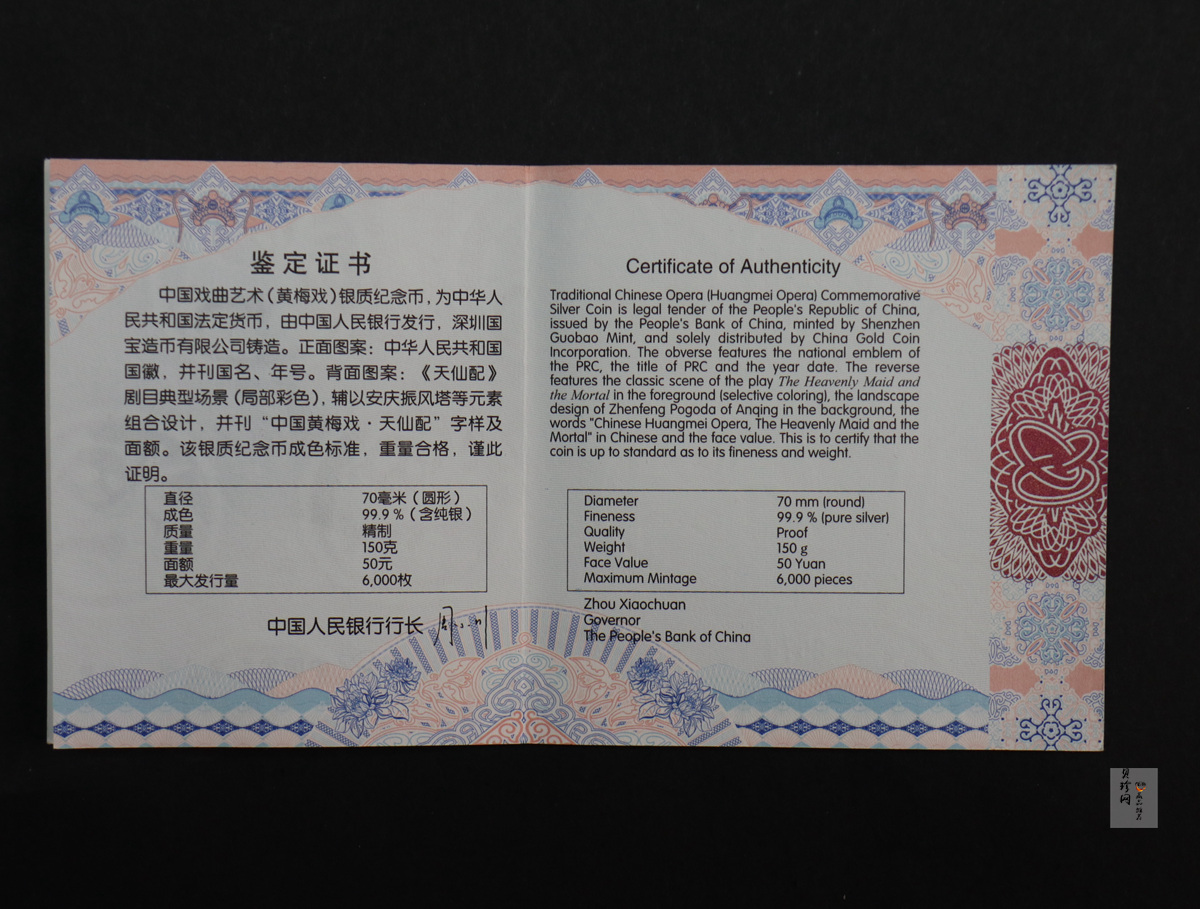 鉴定证书
中国戏曲艺术（黄梅戏）银质纪念币，为中华人
民共和国法定货币，由中国人民银行发行，深圳国
宝造币有限公司铸造。正面图案：中华人民共和国
国徽，并刊国名、年号。背面图案：《天仙配》
剧目典型场景（局部彩色），辅以安庆振风塔等元素
组合设计，并刊“中国黄梅戏·天仙配”字样及
面额。该银质纪念币成色标准，重量合格，谨此
证明。
直径 70毫米（圆形）
成色 99.9％（含纯银）
质量 精制
重量 150克
面额 50元
最大发行量 6,000枚
中国人民银行行长
Certificate of Authenticity
Traditional Chinese Opera (Huangmei Opera) Commemorative
Silver Coin is legal tender of the People's Republic of China,
issued by the People's Bank of China, minted by Shenzhen
Guobao Mint, and solely distributed by China Gold Coin
Incorporation. The obverse features the national emblem of
the PRC, the title of PRC and the year date. The reverse
features the classic scene of the play The Heavenly Maid and
the Mortal in the foreground (selective coloring), the landscape
design of Zhenfeng Pogoda of Anqing in the background, the
words "Chinese Huangmei Opera, The Heavenly Maid and the
Mortal" in Chinese and the face value. This is to certify that the
coin is up to standard as to its fineness and weight.
Diameter 70 mm (round)
Fineness 99.9 % (pure silver)
Quality Proof
Weight 150 g
Face Value 50 Yuan
Maximum Mintage 6,000 pieces
Zhou Xiaochuan
Governor
The People's Bank of China